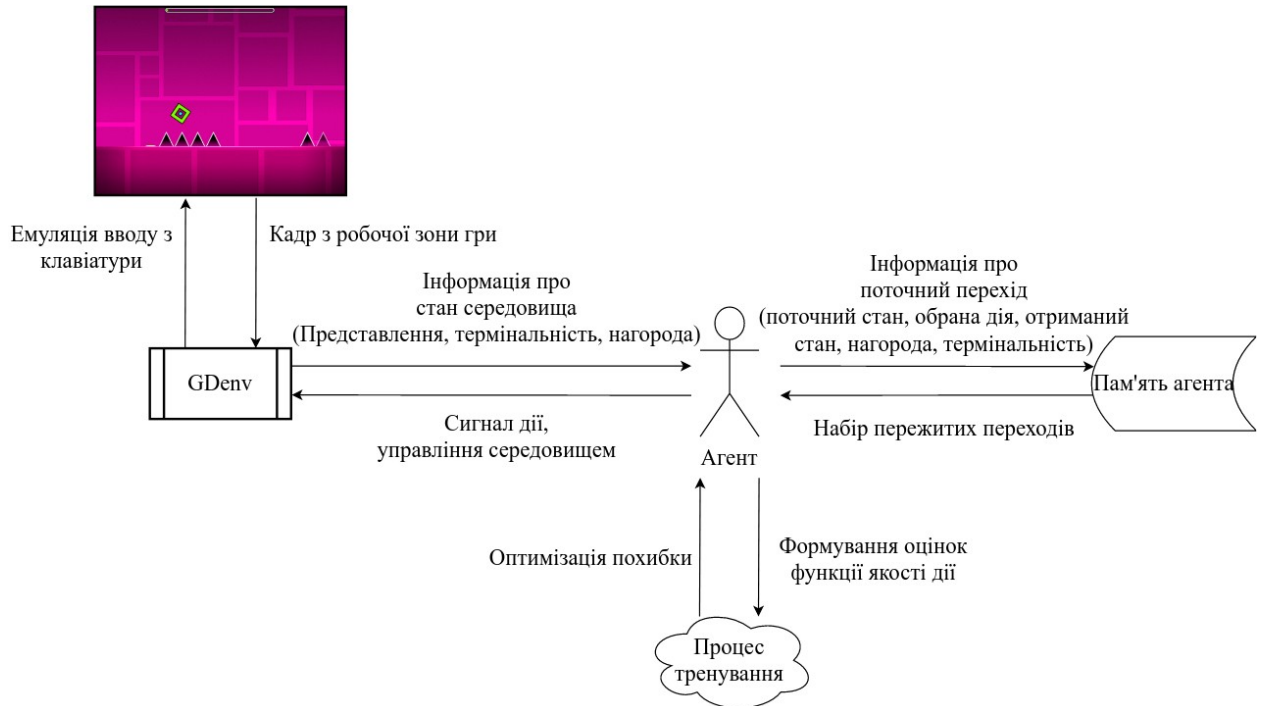 Емуляція вводу з
клавіатури
Кадр з робочої зони гри
Інформація про
стан середовища
(Представлення, термінальність, нагорода)
Інформація про
поточний перехід
(поточний стан, обрана дія, отриманий
стан, нагорода, термінальність)
GDenv
Пам'ять агента
Сигнал дії,
управління середовищем
Набір пережитих переходів
Агент
Оптимізація похибки
Формування оцінок
функції якості дії
Процес
тренування